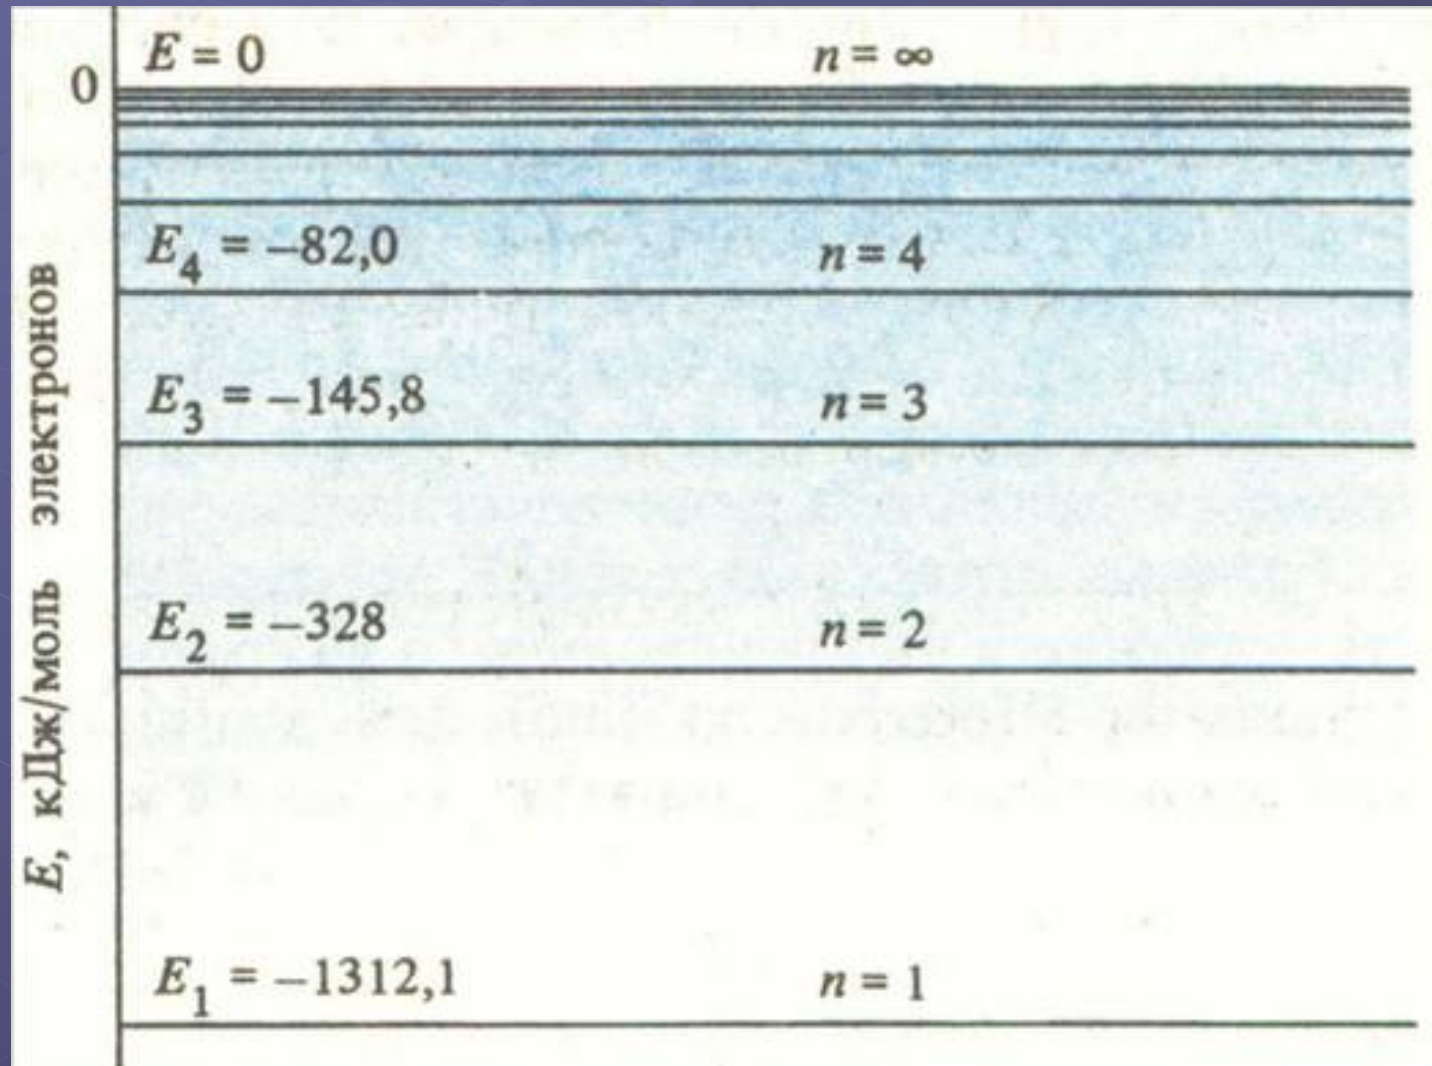 E = 0 n = ∞
0
E₄ = –82,0 n = 4
E₃ = –145,8 n = 3
E₂ = –328 n = 2
E₁ = –1312,1 n = 1
E, кДж/моль электронов